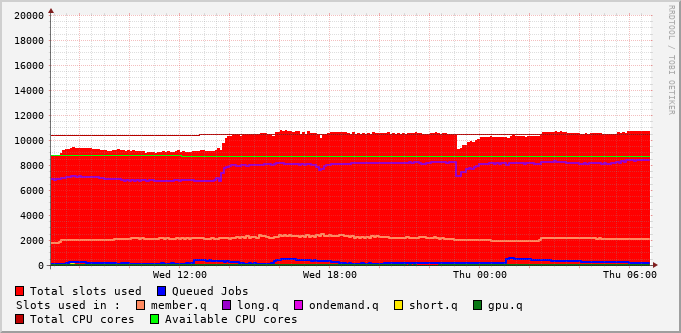 20000
18000
16000
14000
12000
10000
8000
6000
4000
2000
0
Wed 12:00 Wed 18:00 Thu 00:00 Thu 06:00
RRDTOOL / TOBI OETIKER
Total slots used Queued Jobs
Slots used in : member.q long.q ondemand.q short.q gpu.q
Total CPU cores Available CPU cores